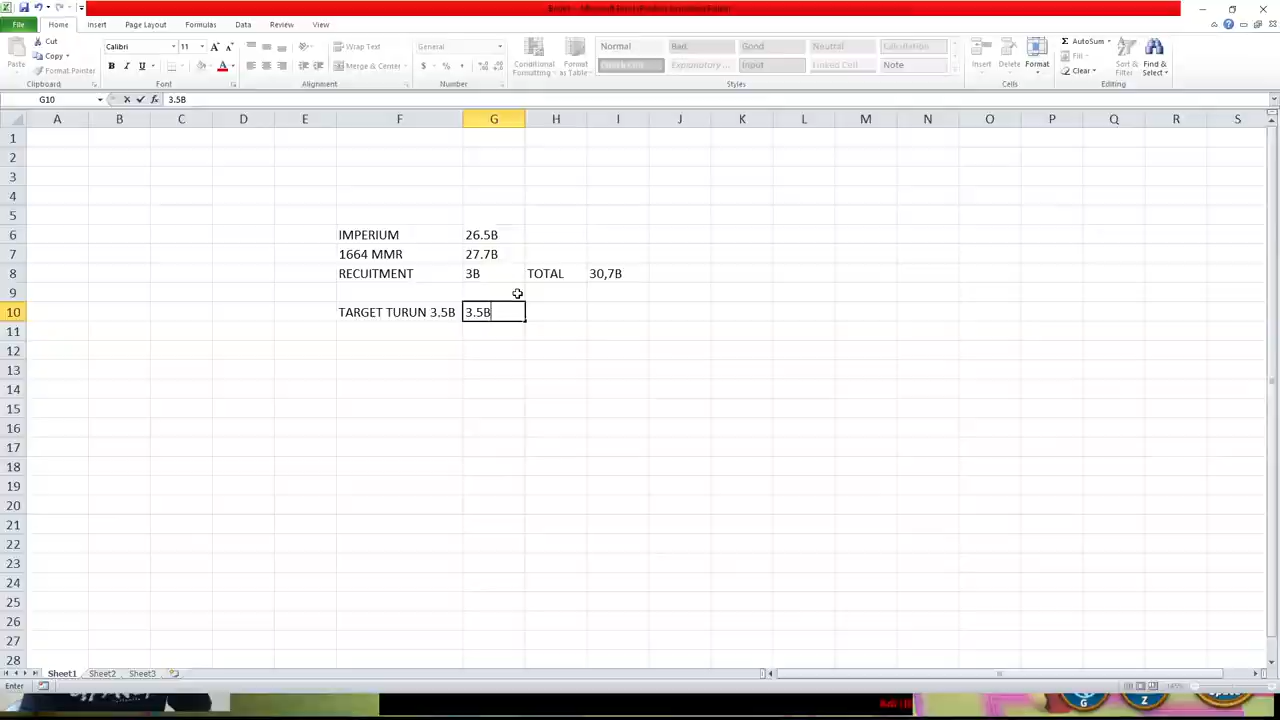 File Home Insert Page Layout Formulas Data Review View
Cut Calibri 11 Wrap Text General Normal Bad Good Neutral Calculation AutoSum
Copy Fill
Paste Format Painter Merge & Center Conditional Formatting Format as Table Check Cell Explanatory ... Input Linked Cell Note Insert Delete Format Clear Sort & Filter Find & Select
Clipboard Font Alignment Number Styles Cells Editing
G10 3.5B
A B C D E F G H I J K L M N O P Q R S
1
2
3
4
5
6 IMPERIUM 26.5B
7 1664 MMR 27.7B
8 RECUITMENT 3B TOTAL 30,7B
9
10 TARGET TURUN 3.5B 3.5B
11
12
13
14
15
16
17
18
19
20
21
22
23
24
25
26
27
28
Sheet1 Sheet2 Sheet3
Enter
G Z